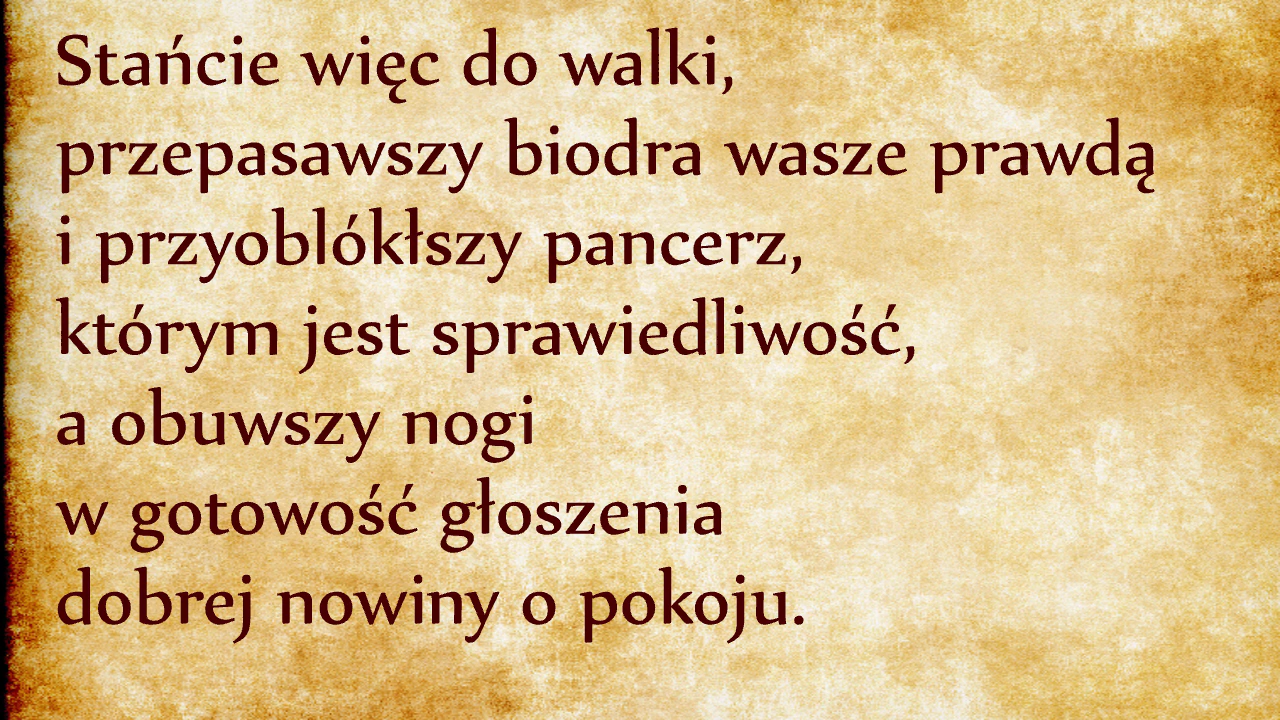 Stańcie więc do walki,
przepasawszy biodra wasze prawdą
i przyoblókłszy pancerz,
którym jest sprawiedliwość,
a obuwszy nogi
w gotowość głoszenia
dobrej nowiny o pokoju.